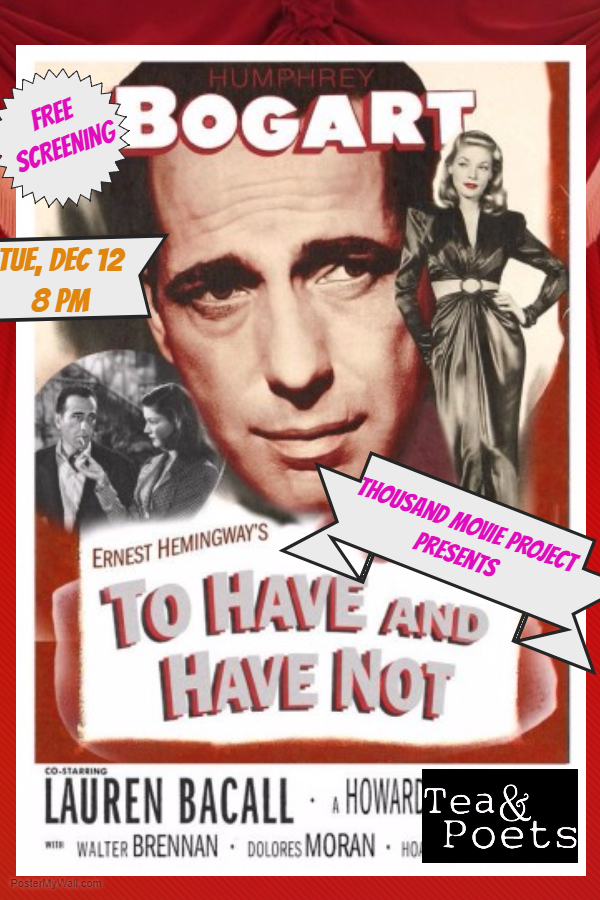 HUMPHREY
BOGART
FREE
SCREENING
TUE, DEC 12
8 PM
THOUSAND MOVIE PROJECT
PRESENTS
ERNEST HEMINGWAY'S
TO HAVE AND
HAVE NOT
CO-STARRING
LAUREN BACALL · A HOWARD
WITH WALTER BRENNAN · DOLORES MORAN · HOA
Tea&
Poets
PosterMyWall.com